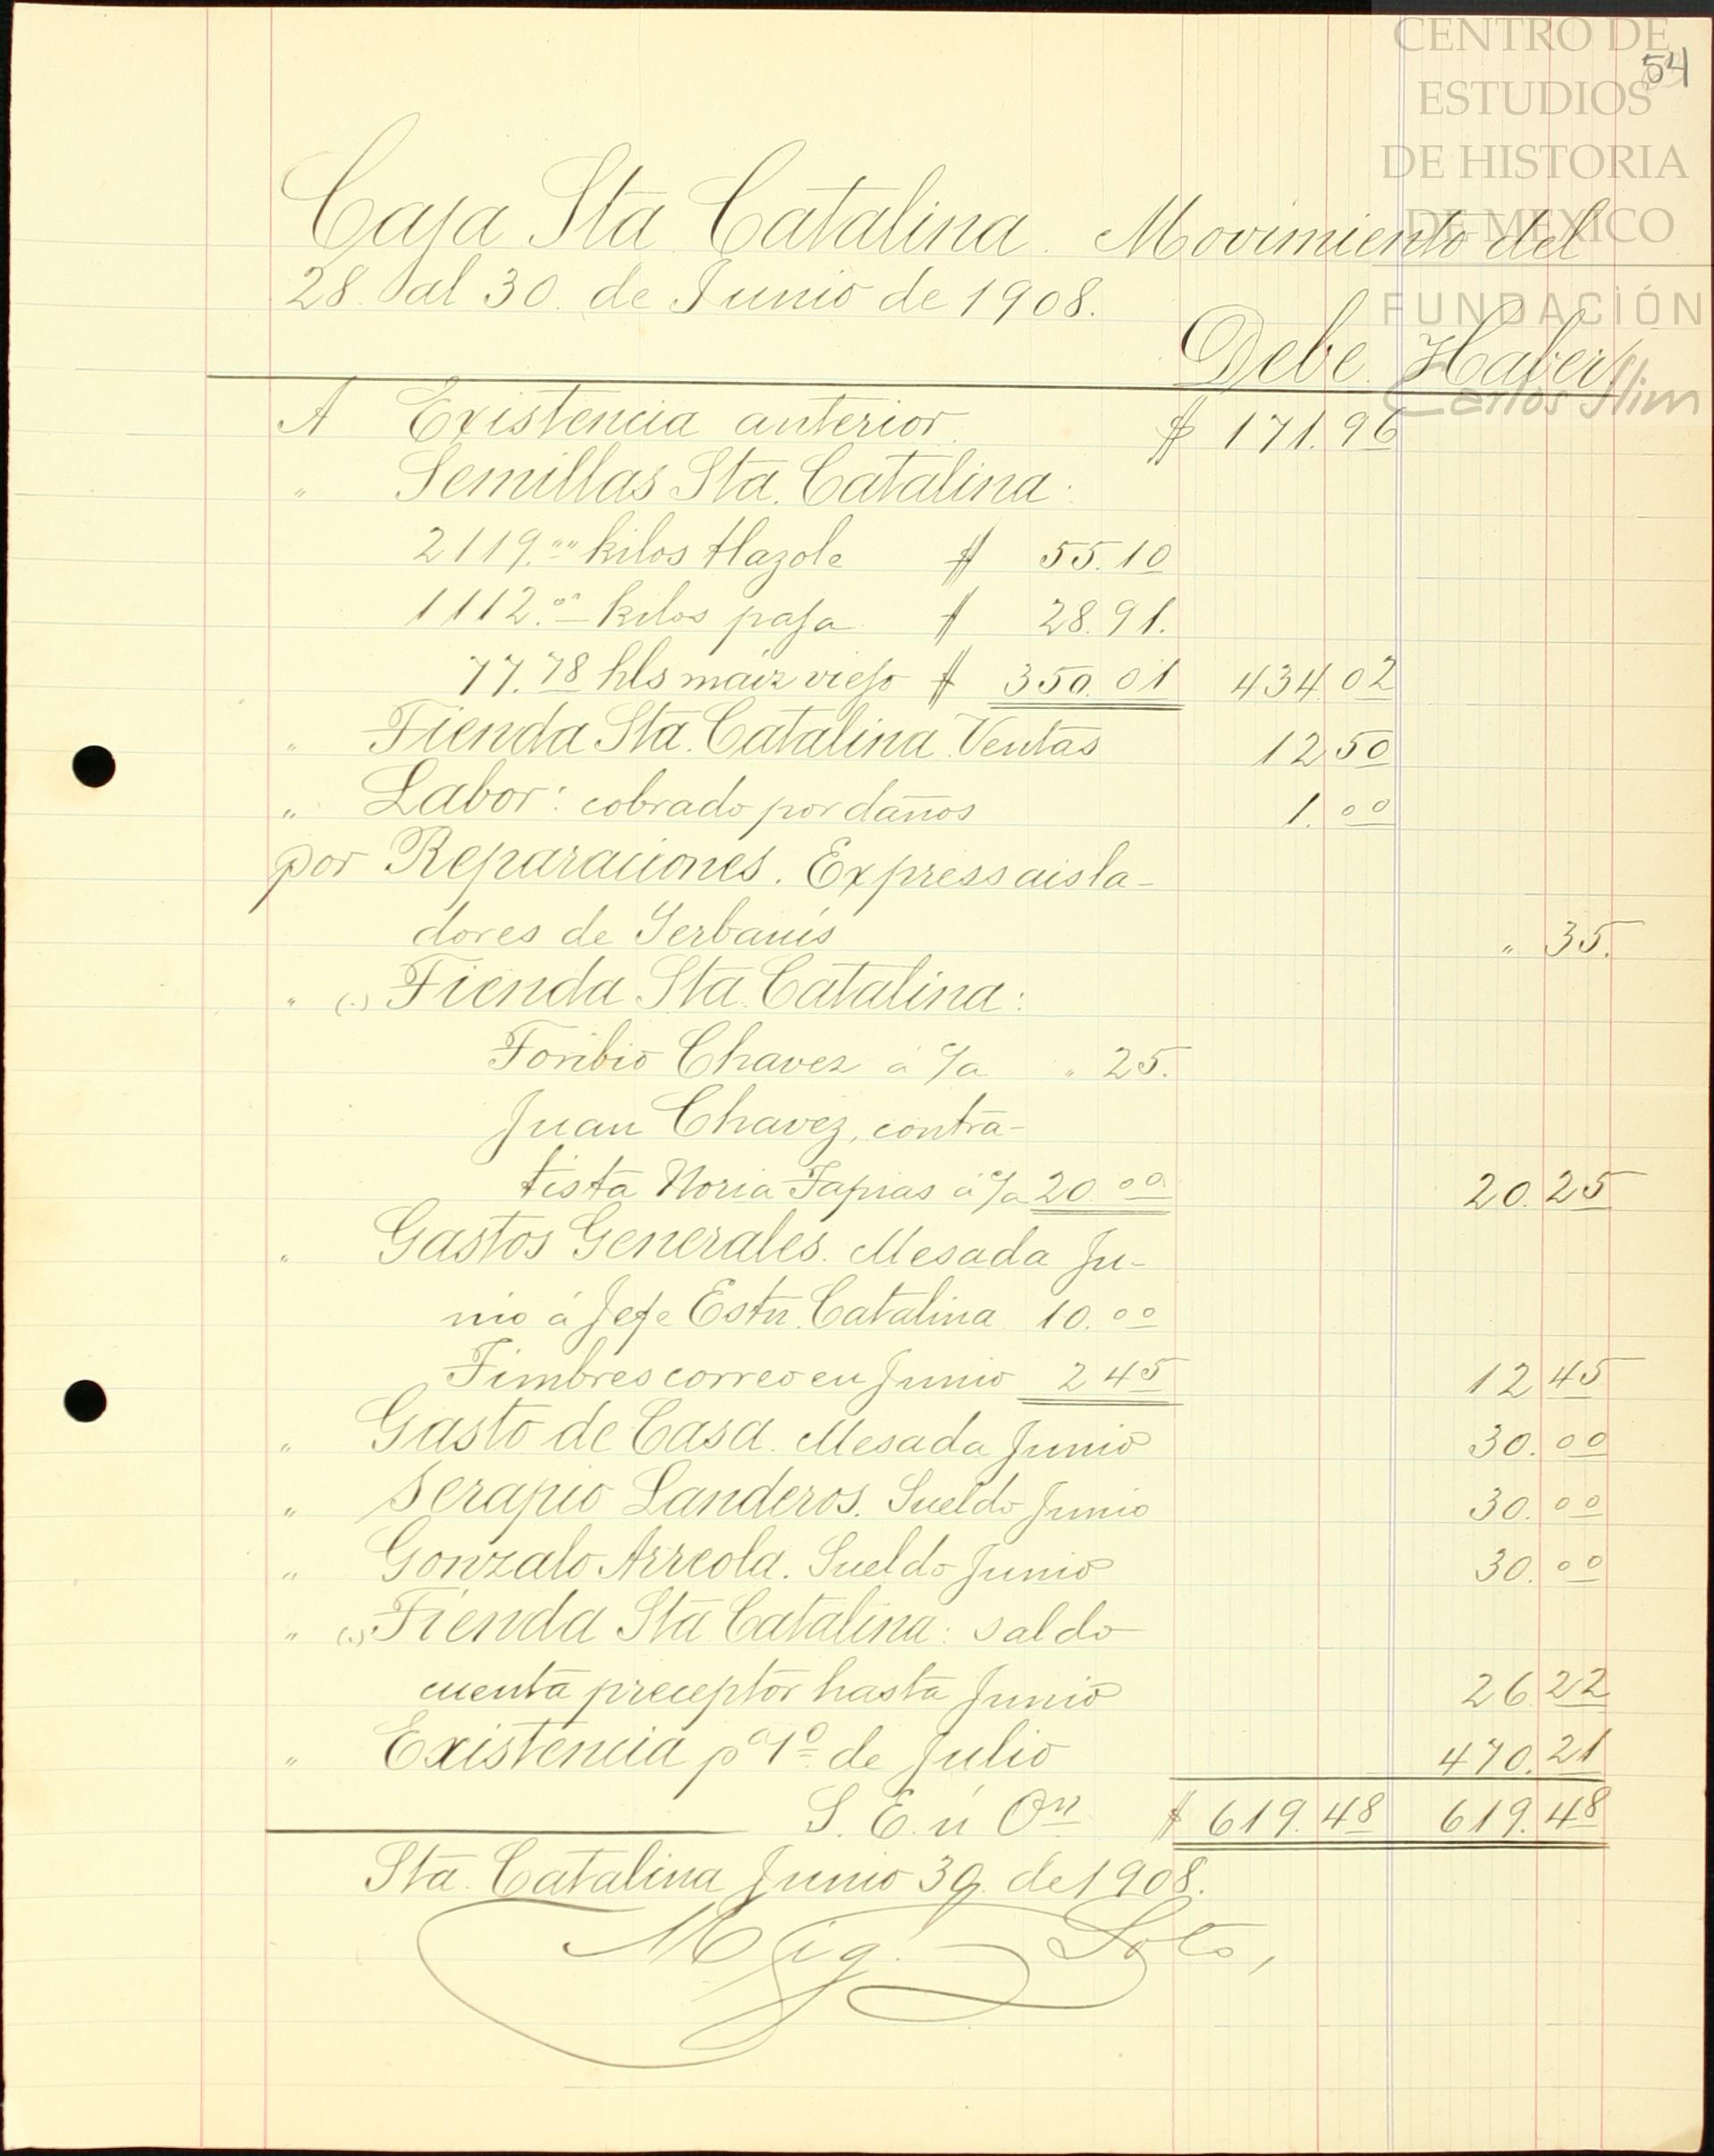 CENTRO DE
ESTUDIOS
DE HISTORIA
DE MEXICO
FUNDACIÓN
Carlos Slim
54
Caja Sta Catalina. Movimiento del
28 al 30 de Junio de 1908.
Debe Haber
A Existencia anterior $ 171.96
" Semillas Sta. Catalina:
2119.00 kilos tlazole $ 55.10
1112.00 kilos paja $ 28.91.
77.78 hls maiz viejo $ 350.01 434.02
" Tienda Sta. Catalina Ventas 12 50
" Labor: cobrado por daños 1.00
por Reparaciones. Express aisla-
dores de Yerbanis " 35.
" (.) Tienda Sta Catalina:
Toribio Chavez á c/a " 25.
Juan Chavez, contra-
tista Noria Tapias á c/a 20.00 20.25
" Gastos Generales. Mesada Ju-
nio á Jefe Estn. Catalina 10.00
Timbres correo en Junio 2 45 12 45
" Gasto de Casa. Mesada Junio 30.00
" Serapio Landeros. Sueldo Junio 30.00
" Gonzalo Arreola. Sueldo Junio 30.00
" (.) Tienda Sta Catalina: saldo
cuenta preceptor hasta Junio 26 22
" Existencia pa 1o de Julio 470.21
S. E. ú On $ 619.48 619.48
Sta. Catalina Junio 30. de 1908.
Mig. Soto,